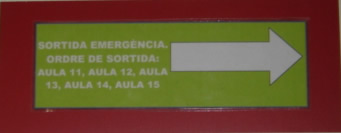 SORTIDA EMERGÈNCIA.
ORDRE DE SORTIDA:
AULA 11, AULA 12, AULA
13, AULA 14, AULA 15